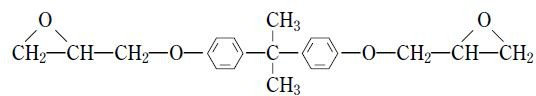 CH₃
O O
CH₂ CH—CH₂—O— —C— —O—CH₂—CH CH₂
CH₃